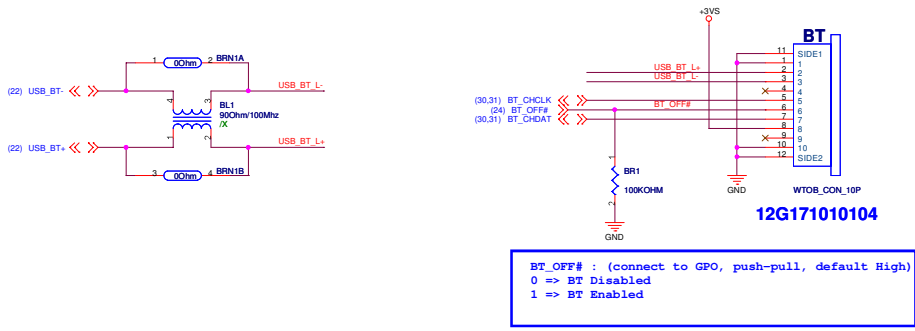 +3VS
BT
1 0Ohm 2 BRN1A
(22) USB_BT-
USB_BT_L-
4 3
BL1
90Ohm/100Mhz
/X
1 2
(22) USB_BT+
USB_BT_L+
3 0Ohm 4 BRN1B
11 SIDE1
1 1
USB_BT_L+ 2 2
USB_BT_L- 3 3
4 4
(30,31) BT_CHCLK 5 5
(24) BT_OFF# BT_OFF# 6 6
(30,31) BT_CHDAT 7 7
8 8
9 9
10 10
12 SIDE2
1
BR1
100KOHM
2
GND
GND
WTOB_CON_10P
12G171010104
BT_OFF# : (connect to GPO, push-pull, default High)
0 => BT Disabled
1 => BT Enabled